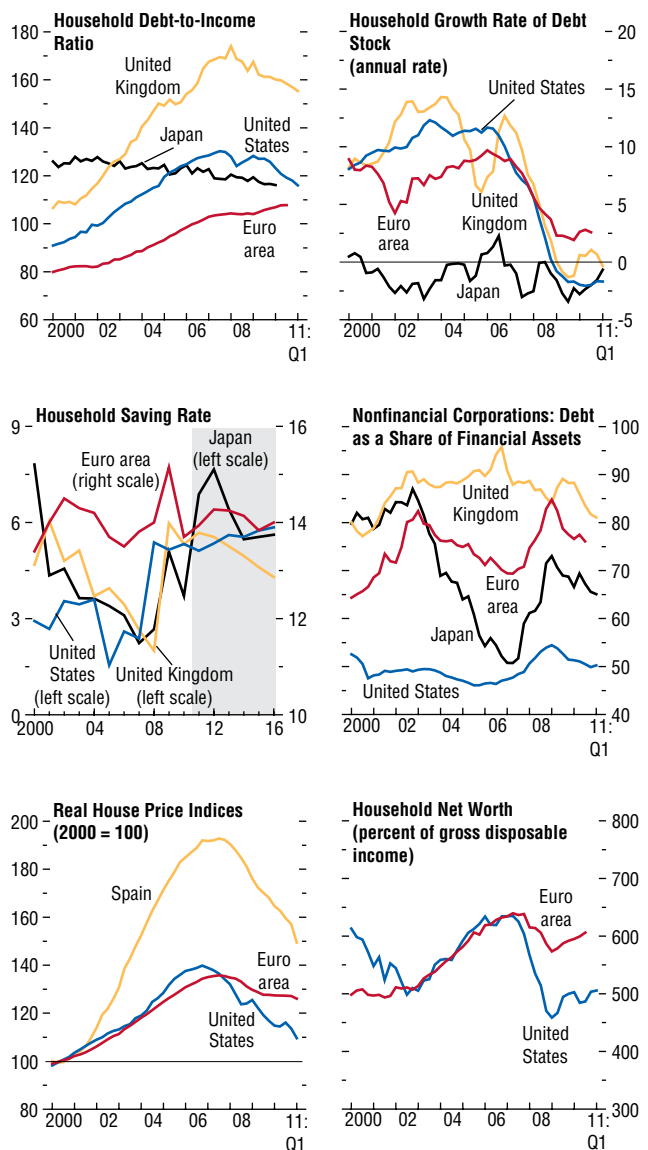 Household Debt-to-Income
Ratio
180
160
140
120
100
80
60
United
Kingdom
Japan
United
States
Euro
area
2000 02 04 06 08 11:
Q1
Household Growth Rate of Debt
Stock
(annual rate)
20
15
10
5
0
-5
United States
Euro
area
United
Kingdom
Japan
2000 02 04 06 08 11:
Q1
Household Saving Rate
9
6
3
0
16
14
12
10
Euro area
(right scale)
Japan
(left scale)
United
States
(left scale)
United Kingdom
(left scale)
2000 04 08 12 16
Nonfinancial Corporations: Debt
as a Share of Financial Assets
100
90
80
70
60
50
40
United
Kingdom
Euro
area
Japan
United States
2000 02 04 06 08 11:
Q1
Real House Price Indices
(2000 = 100)
200
180
160
140
120
100
80
Spain
Euro
area
United
States
2000 02 04 06 08 11:
Q1
Household Net Worth
(percent of gross disposable
income)
800
700
600
500
400
300
Euro
area
United
States
2000 02 04 06 08 11:
Q1